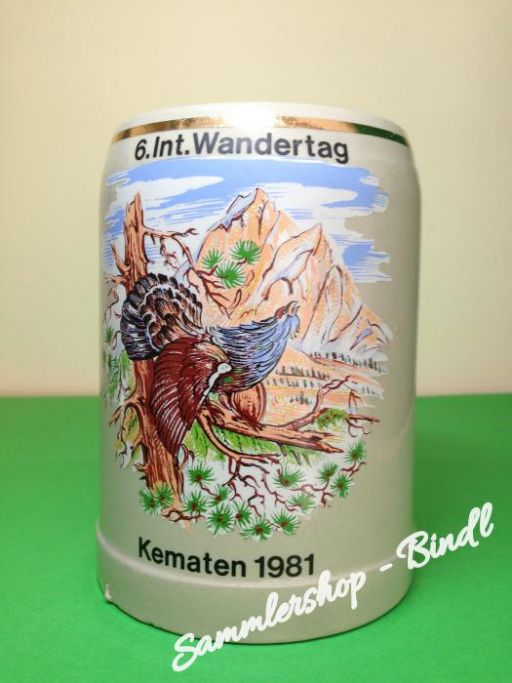 6.Int.Wandertag
Kematen 1981
Sammlershop - Bindl